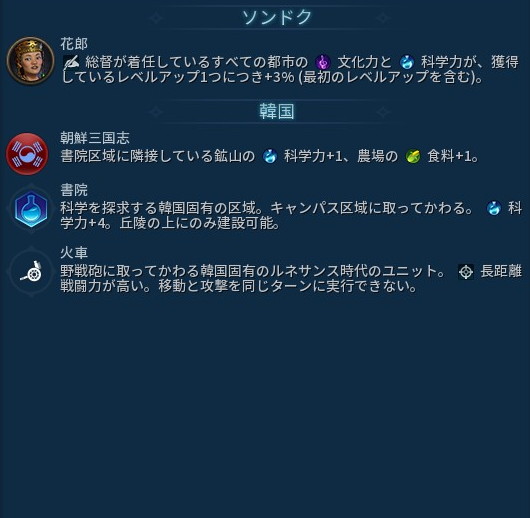 ソンドク
花郎
総督が着任しているすべての都市の 文化力と 科学力が、獲得
しているレベルアップ1つにつき+3% (最初のレベルアップを含む)。
韓国
朝鮮三国志
書院区域に隣接している鉱山の 科学力+1、農場の 食料+1。
書院
科学を探求する韓国固有の区域。キャンパス区域に取ってかわる。 科
学力+4。丘陵の上にのみ建設可能。
火車
野戦砲に取ってかわる韓国固有のルネサンス時代のユニット。 長距離
戦闘力が高い。移動と攻撃を同じターンに実行できない。